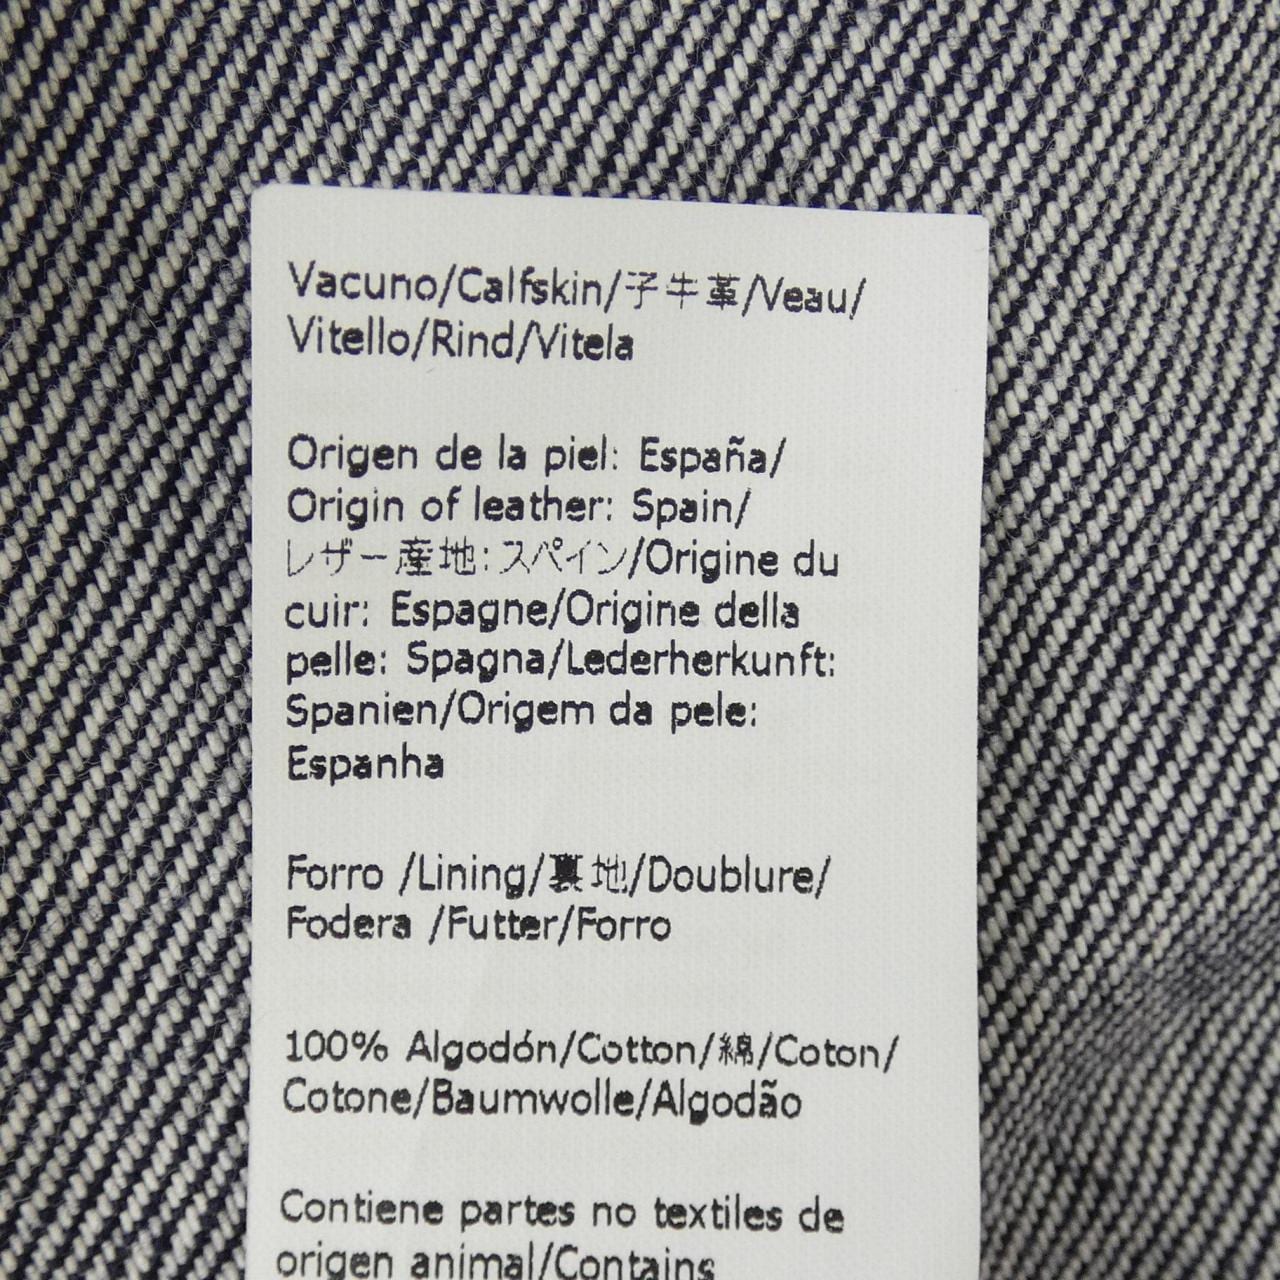 Vacuno/Calfskin/子牛革/Veau/
Vitello/Rind/Vitela
Origen de la piel: España/
Origin of leather: Spain/
レザー産地:スペイン/Origine du
cuir: Espagne/Origine della
pelle: Spagna/Lederherkunft:
Spanien/Origem da pele:
Espanha
Forro /Lining/裏地/Doublure/
Fodera /Futter/Forro
100% Algodón/Cotton/綿/Coton/
Cotone/Baumwolle/Algodão
Contiene partes no textiles de
origen animal/Contains